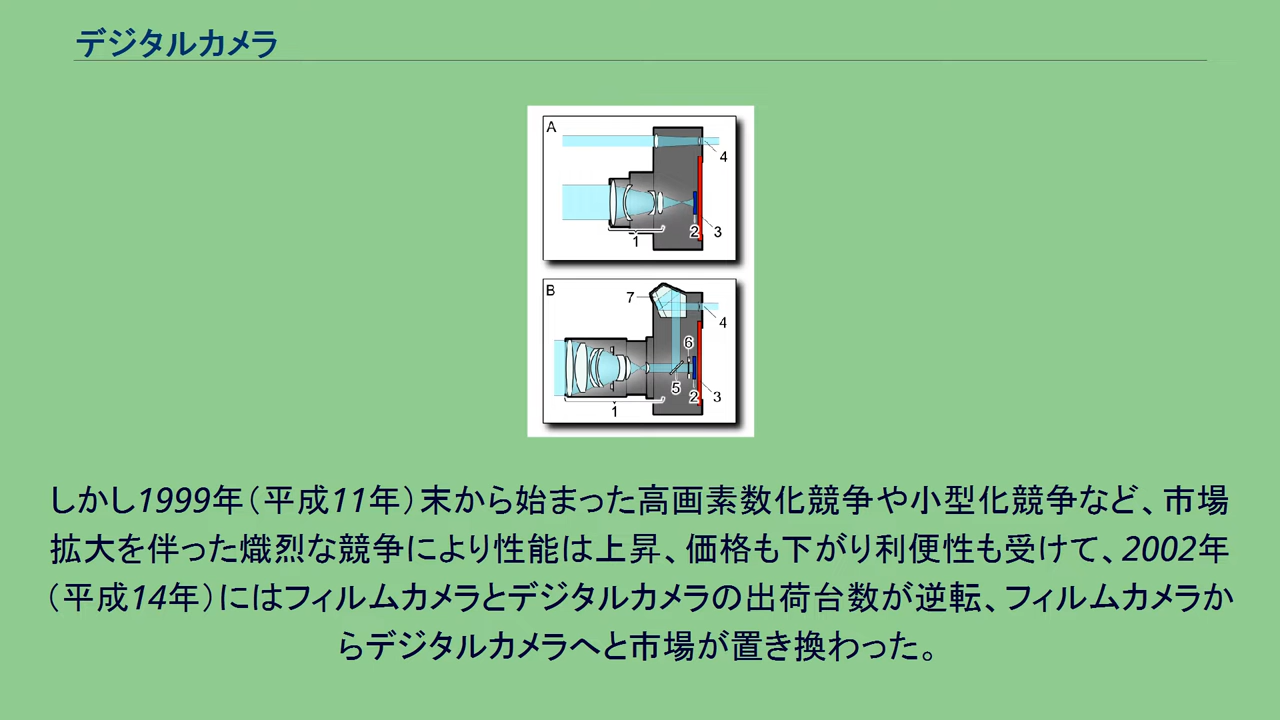 デジタルカメラ
A
4
1
2
3
B
7
4
6
5
2
3
1
しかし1999年（平成11年）末から始まった高画素数化競争や小型化競争など、市場
拡大を伴った熾烈な競争により性能は上昇、価格も下がり利便性も受けて、2002年
（平成14年）にはフィルムカメラとデジタルカメラの出荷台数が逆転、フィルムカメラか
らデジタルカメラへと市場が置き換わった。